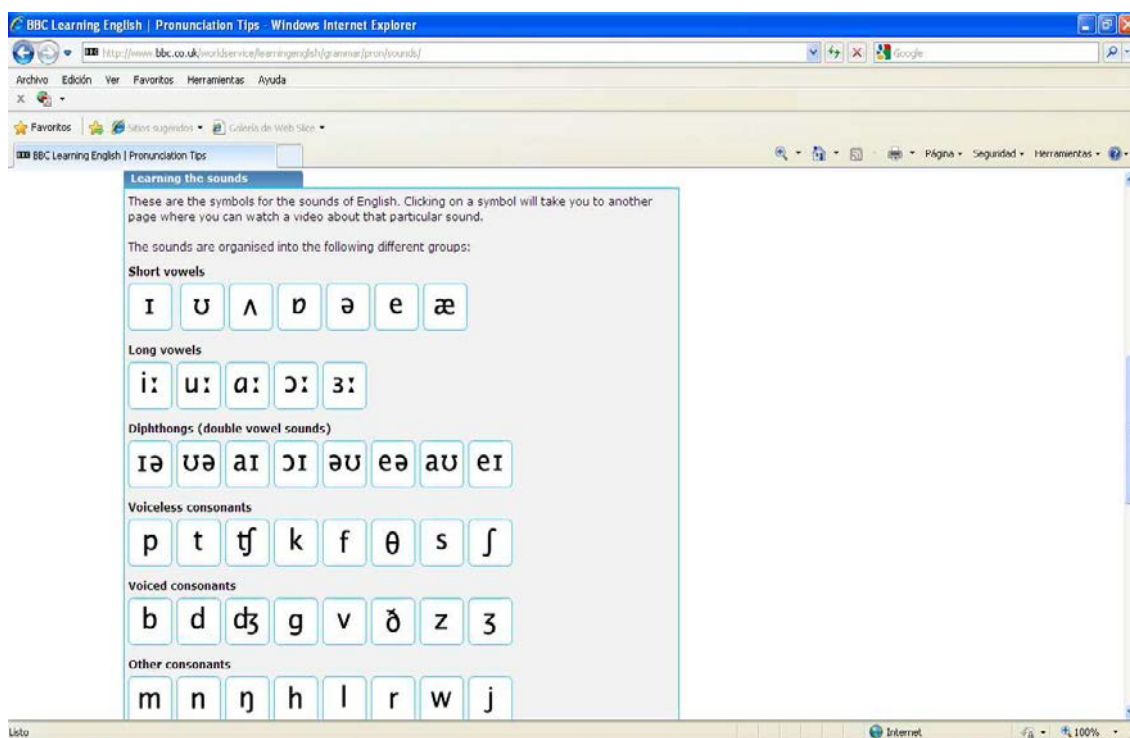 BBC Learning English | Pronunciation Tips - Windows Internet Explorer
http://www.bbc.co.uk/worldservice/learningenglish/grammar/pron/sounds/
Google
Archivo Edición Ver Favoritos Herramientas Ayuda
x
Favoritos Sitios sugeridos Galería de Web Slice
BBC Learning English | Pronunciation Tips
Página Seguridad Herramientas
Learning the sounds
These are the symbols for the sounds of English. Clicking on a symbol will take you to another
page where you can watch a video about that particular sound.
The sounds are organised into the following different groups:
Short vowels
ɪ ʊ ʌ ɒ ə e æ
Long vowels
iː uː ɑː ɔː ɜː
Diphthongs (double vowel sounds)
ɪə ʊə aɪ ɔɪ əʊ eə aʊ eɪ
Voiceless consonants
p t ʧ k f θ s ʃ
Voiced consonants
b d ʤ g v ð z ʒ
Other consonants
m n ŋ h l r w j
Listo Internet 100%